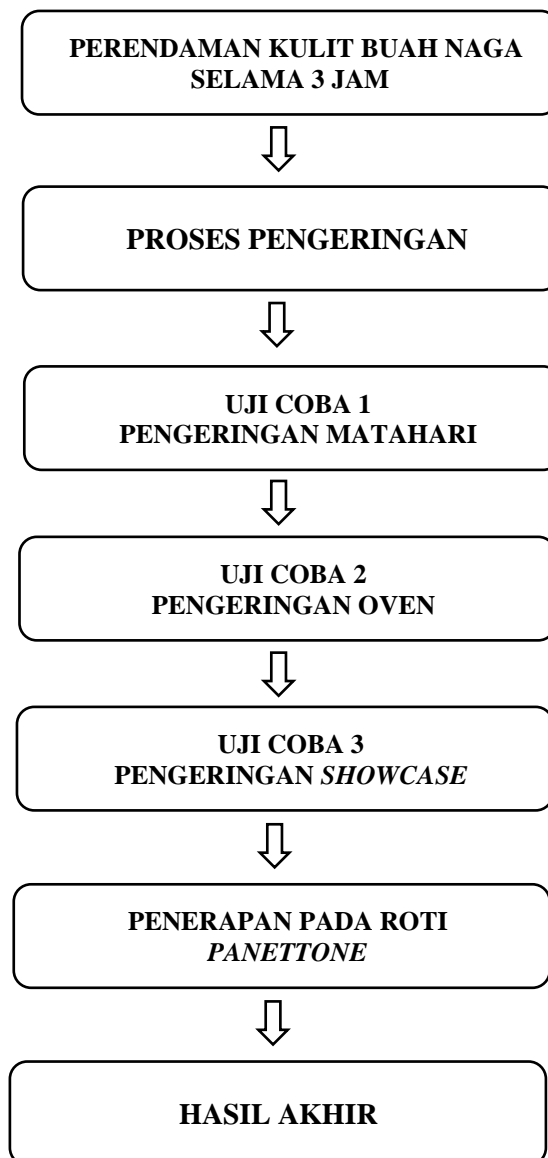 PERENDAMAN KULIT BUAH NAGA
SELAMA 3 JAM
PROSES PENGERINGAN
UJI COBA 1
PENGERINGAN MATAHARI
UJI COBA 2
PENGERINGAN OVEN
UJI COBA 3
PENGERINGAN SHOWCASE
PENERAPAN PADA ROTI
PANETTONE
HASIL AKHIR